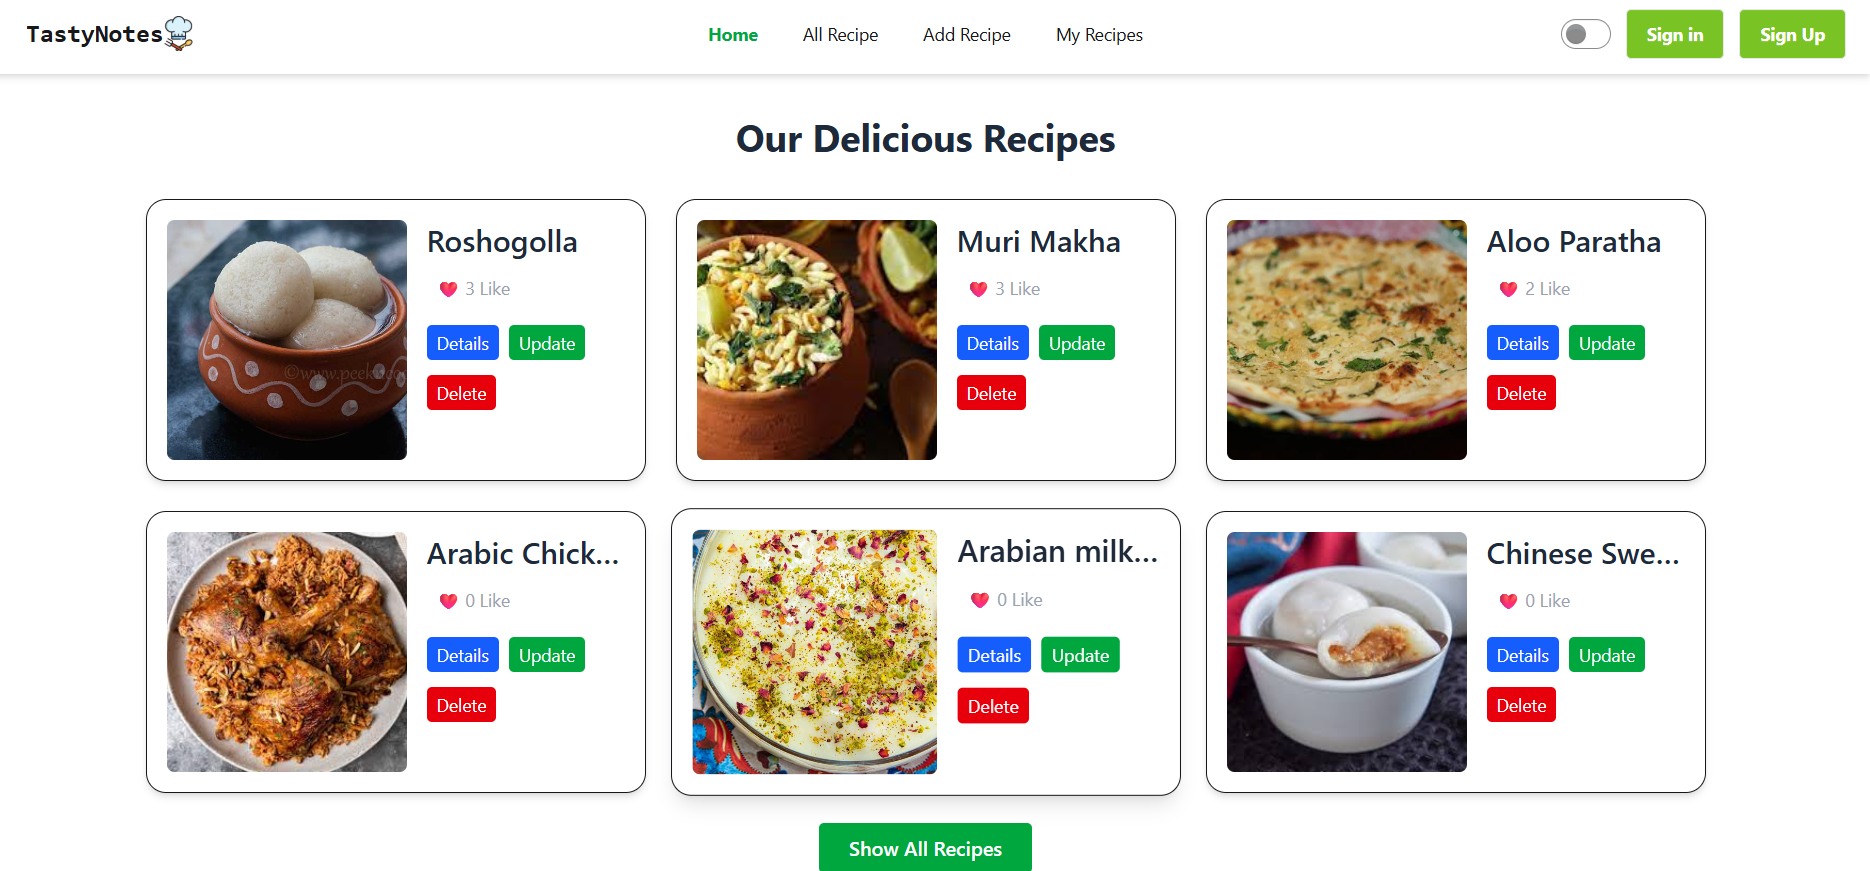 TastyNotes
Home
All Recipe
Add Recipe
My Recipes
Sign in
Sign Up
Our Delicious Recipes
Roshogolla
3 Like
Details
Update
Delete
Muri Makha
3 Like
Details
Update
Delete
Aloo Paratha
2 Like
Details
Update
Delete
Arabic Chick...
0 Like
Details
Update
Delete
Arabian milk...
0 Like
Details
Update
Delete
Chinese Swe...
0 Like
Details
Update
Delete
Show All Recipes